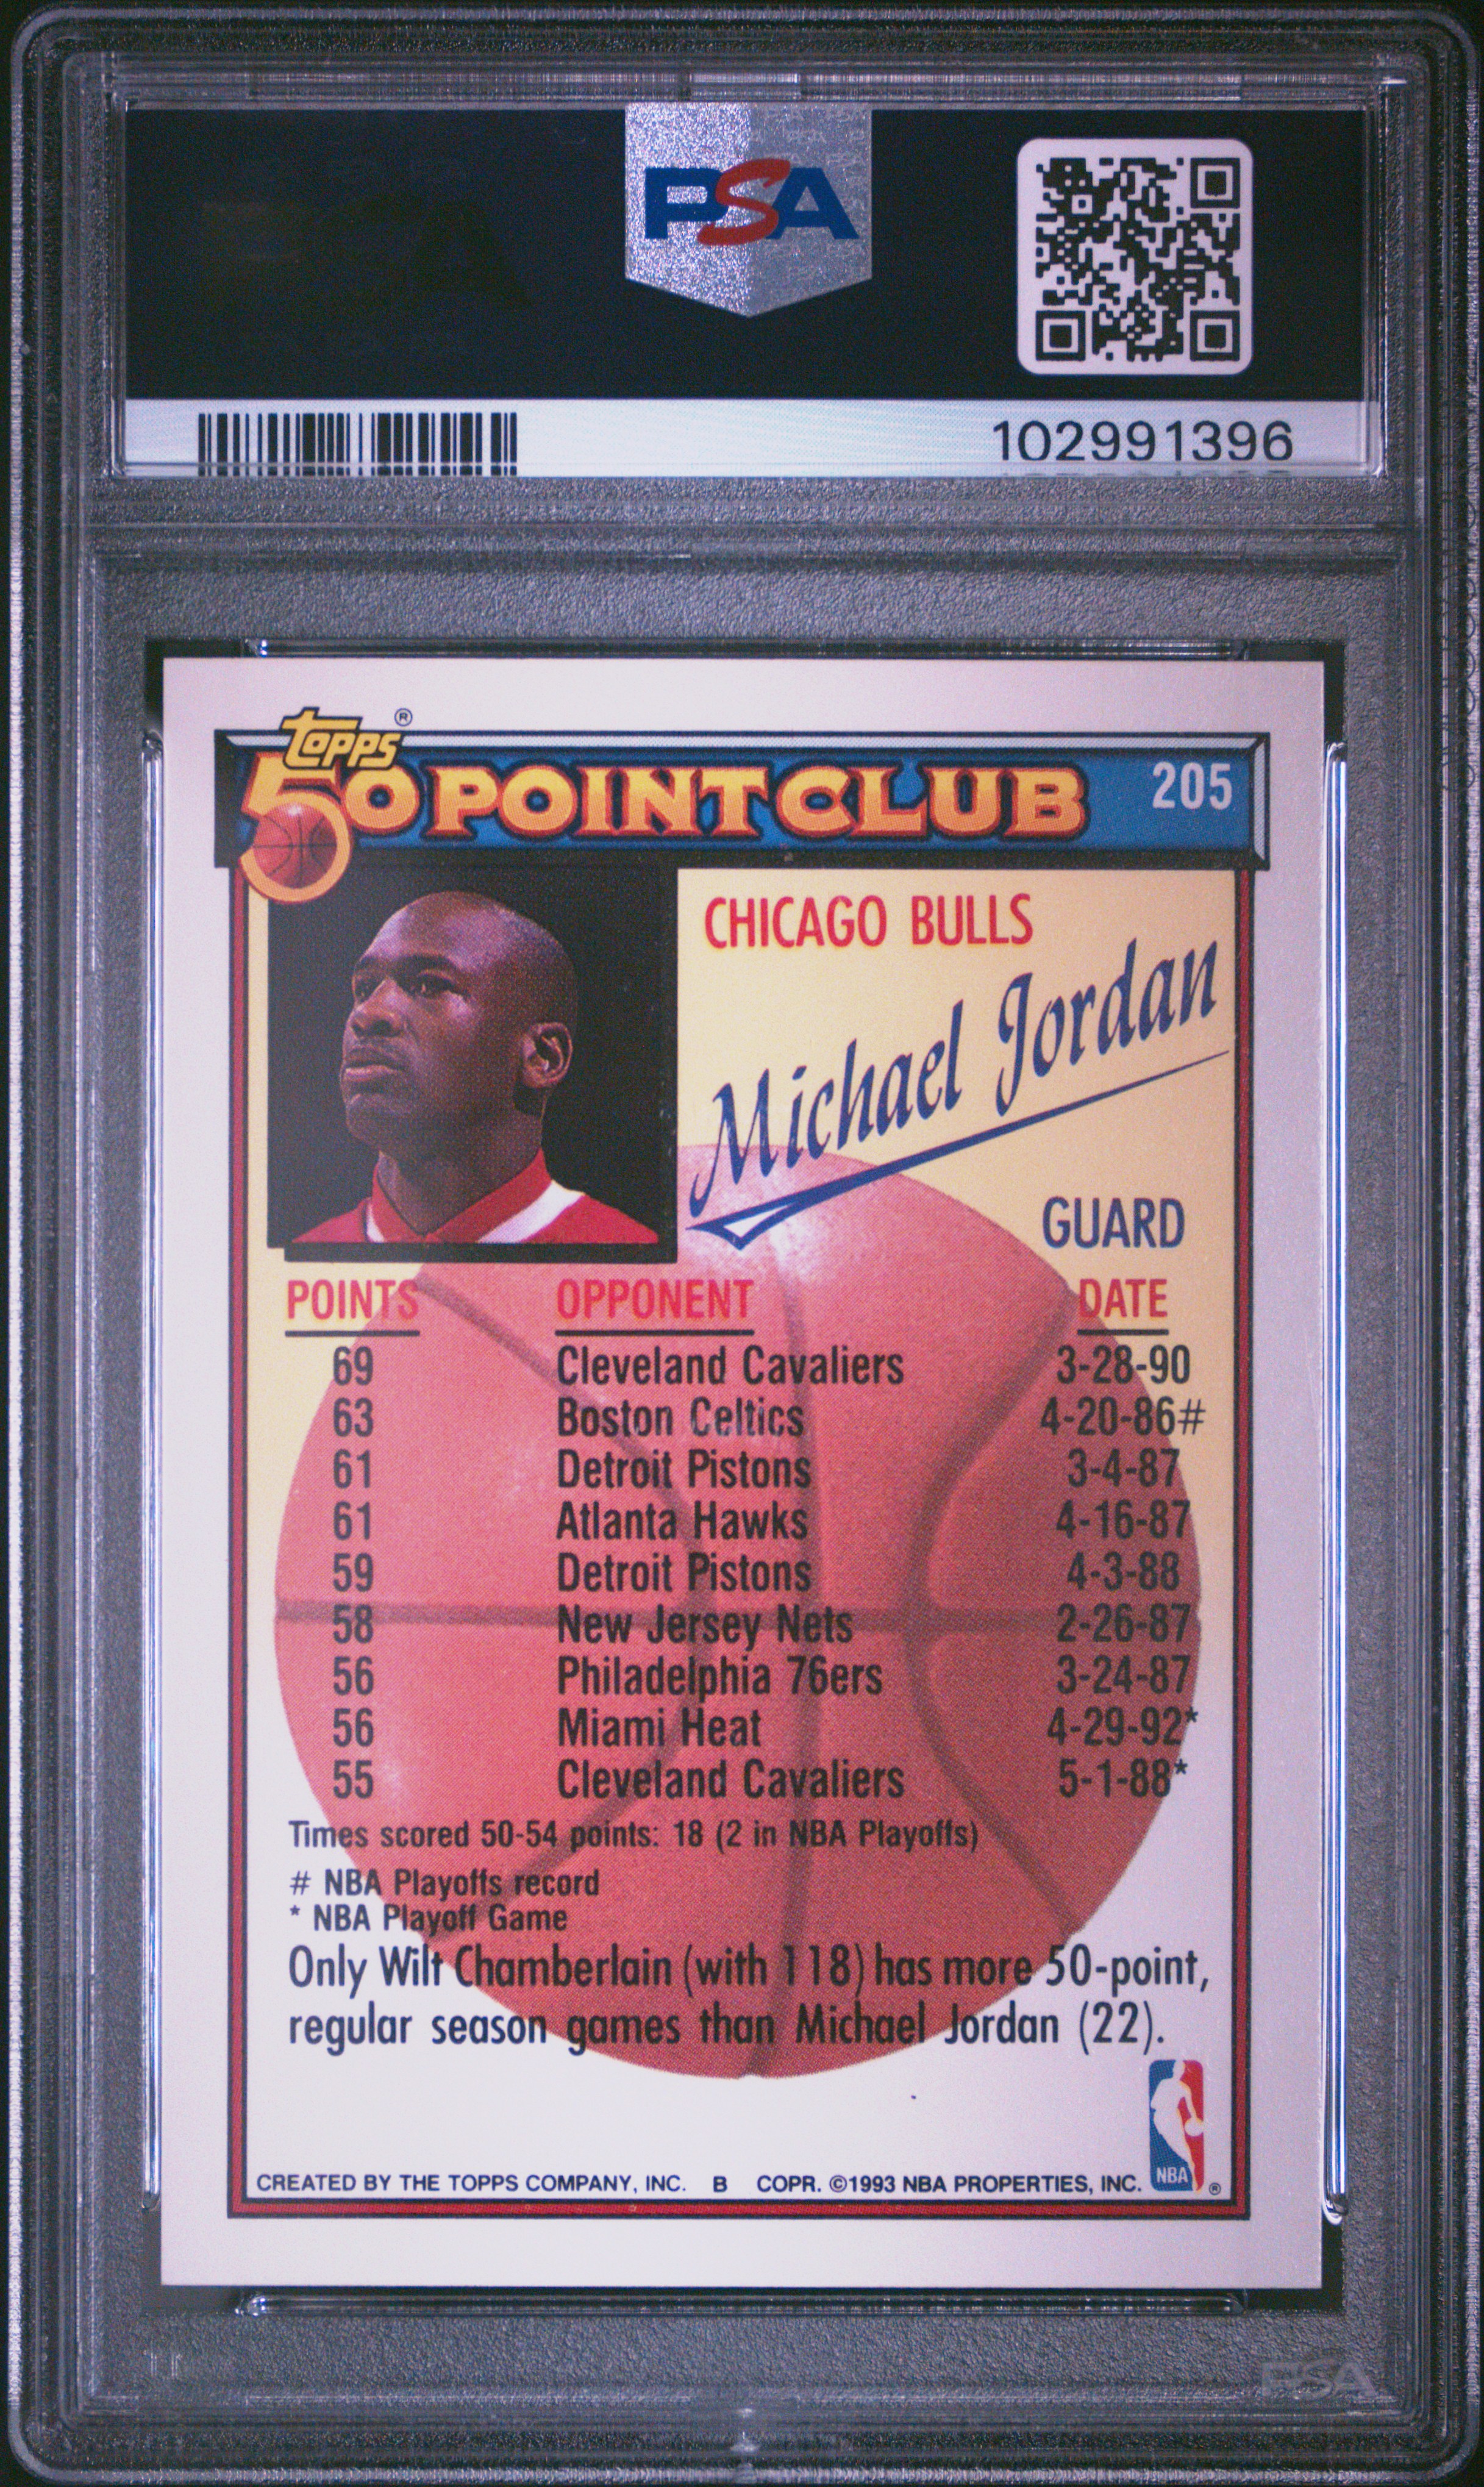 PSA
102991396
topps®
50 POINT CLUB 205
CHICAGO BULLS
Michael Jordan
GUARD
POINTS OPPONENT DATE
69 Cleveland Cavaliers 3-28-90
63 Boston Celtics 4-20-86#
61 Detroit Pistons 3-4-87
61 Atlanta Hawks 4-16-87
59 Detroit Pistons 4-3-88
58 New Jersey Nets 2-26-87
56 Philadelphia 76ers 3-24-87
56 Miami Heat 4-29-92*
55 Cleveland Cavaliers 5-1-88*
Times scored 50-54 points: 18 (2 in NBA Playoffs)
# NBA Playoffs record
* NBA Playoff Game
Only Wilt Chamberlain (with 118) has more 50-point,
regular season games than Michael Jordan (22).
NBA ®
CREATED BY THE TOPPS COMPANY, INC. B COPR. ©1993 NBA PROPERTIES, INC.
PSA